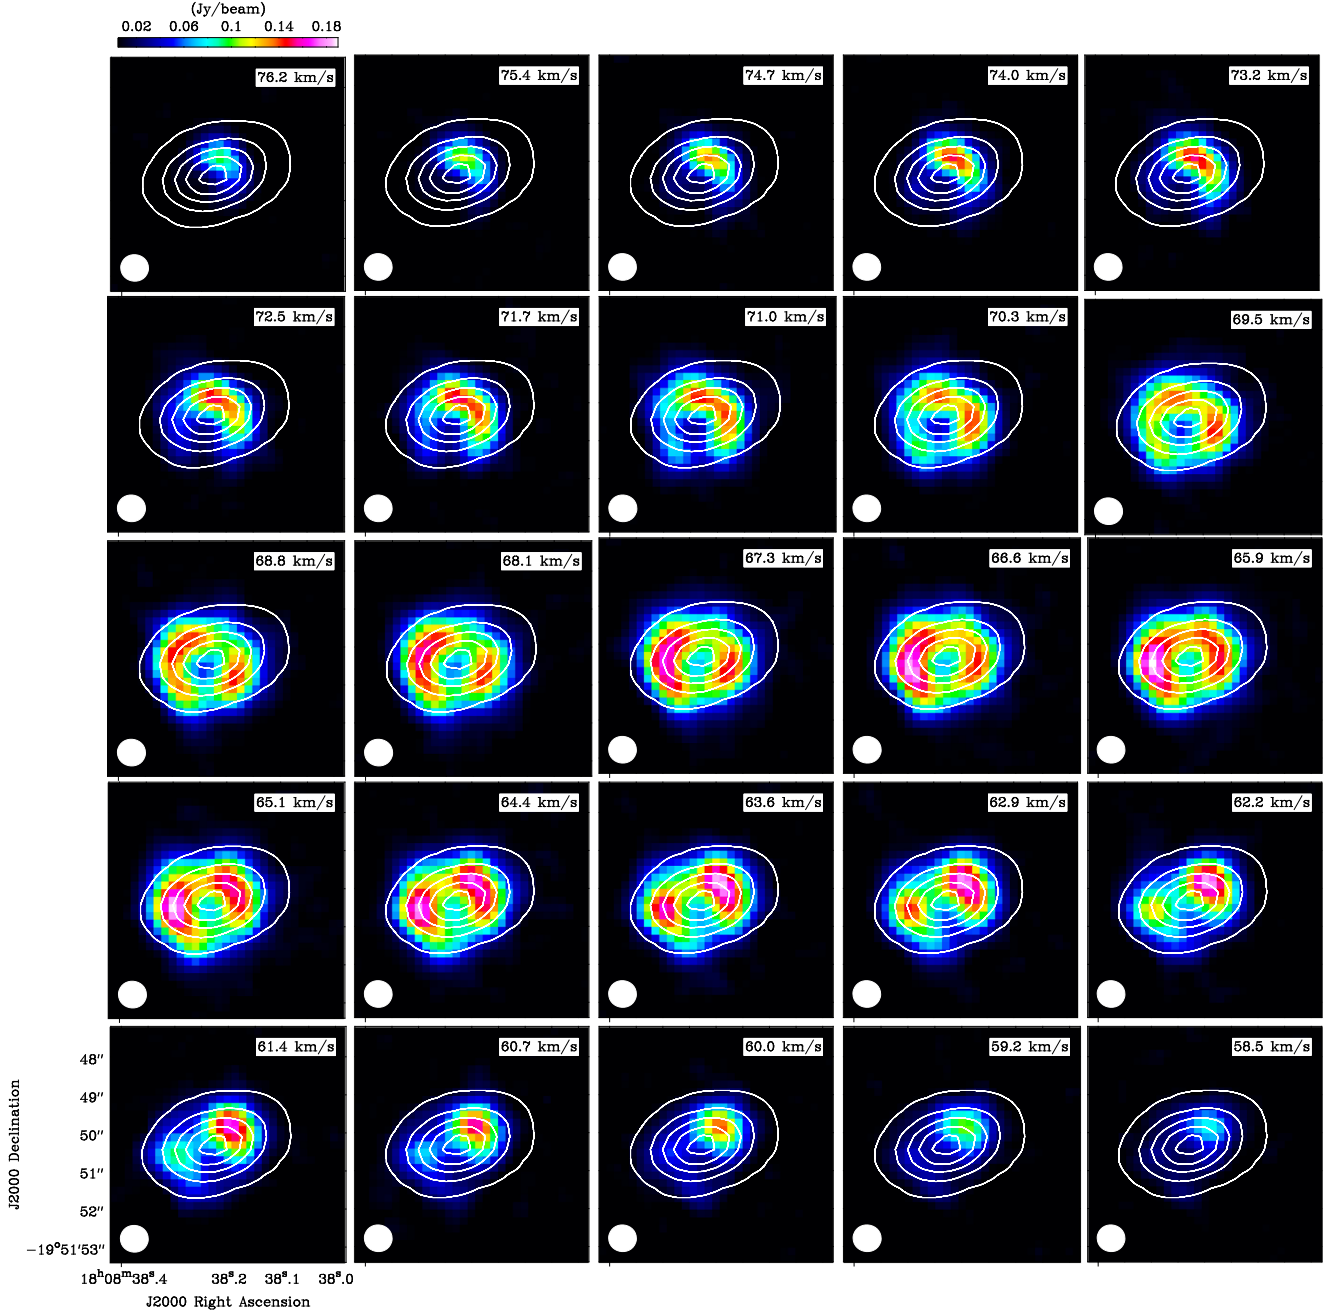 (Jy/beam)
0.02 0.06 0.1 0.14 0.18
76.2 km/s 75.4 km/s 74.7 km/s 74.0 km/s 73.2 km/s
72.5 km/s 71.7 km/s 71.0 km/s 70.3 km/s 69.5 km/s
68.8 km/s 68.1 km/s 67.3 km/s 66.6 km/s 65.9 km/s
65.1 km/s 64.4 km/s 63.6 km/s 62.9 km/s 62.2 km/s
61.4 km/s 60.7 km/s 60.0 km/s 59.2 km/s 58.5 km/s
48″
49″
50″
51″
52″
−19°51′53″
J2000 Declination
18ʰ08ᵐ38ˢ.4 38ˢ.2 38ˢ.1 38ˢ.0
J2000 Right Ascension